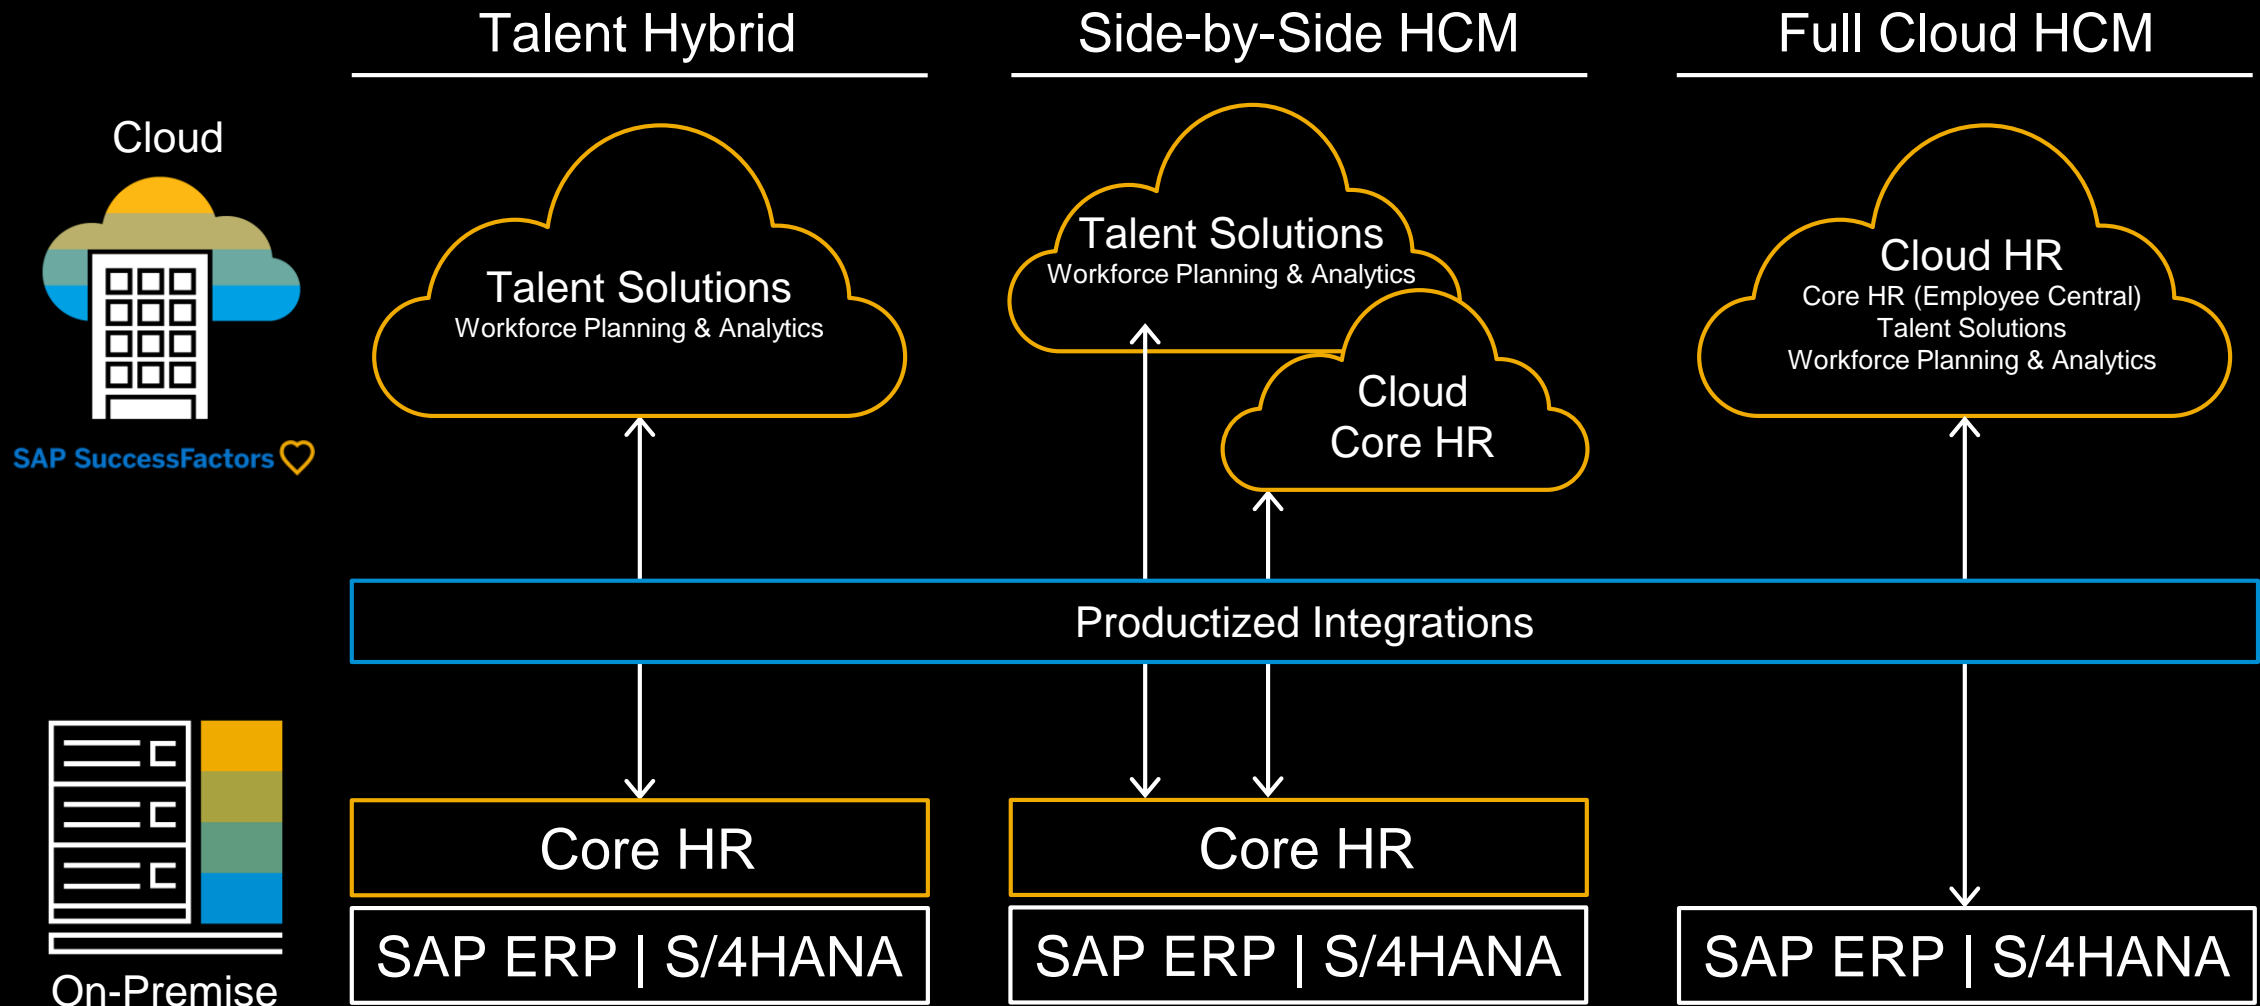 Talent Hybrid
Side-by-Side HCM
Full Cloud HCM
Cloud
SAP SuccessFactors
Talent Solutions
Workforce Planning & Analytics
Talent Solutions
Workforce Planning & Analytics
Cloud
Core HR
Cloud HR
Core HR (Employee Central)
Talent Solutions
Workforce Planning & Analytics
Productized Integrations
On-Premise
Core HR
SAP ERP | S/4HANA
Core HR
SAP ERP | S/4HANA
SAP ERP | S/4HANA